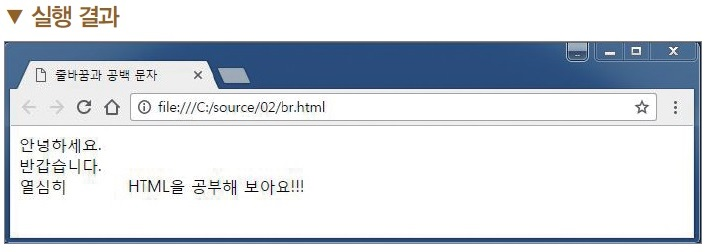 ▼ 실행 결과
줄바꿈과 공백 문자
file:///C:/source/02/br.html
안녕하세요.
반갑습니다.
열심히 HTML을 공부해 보아요!!!